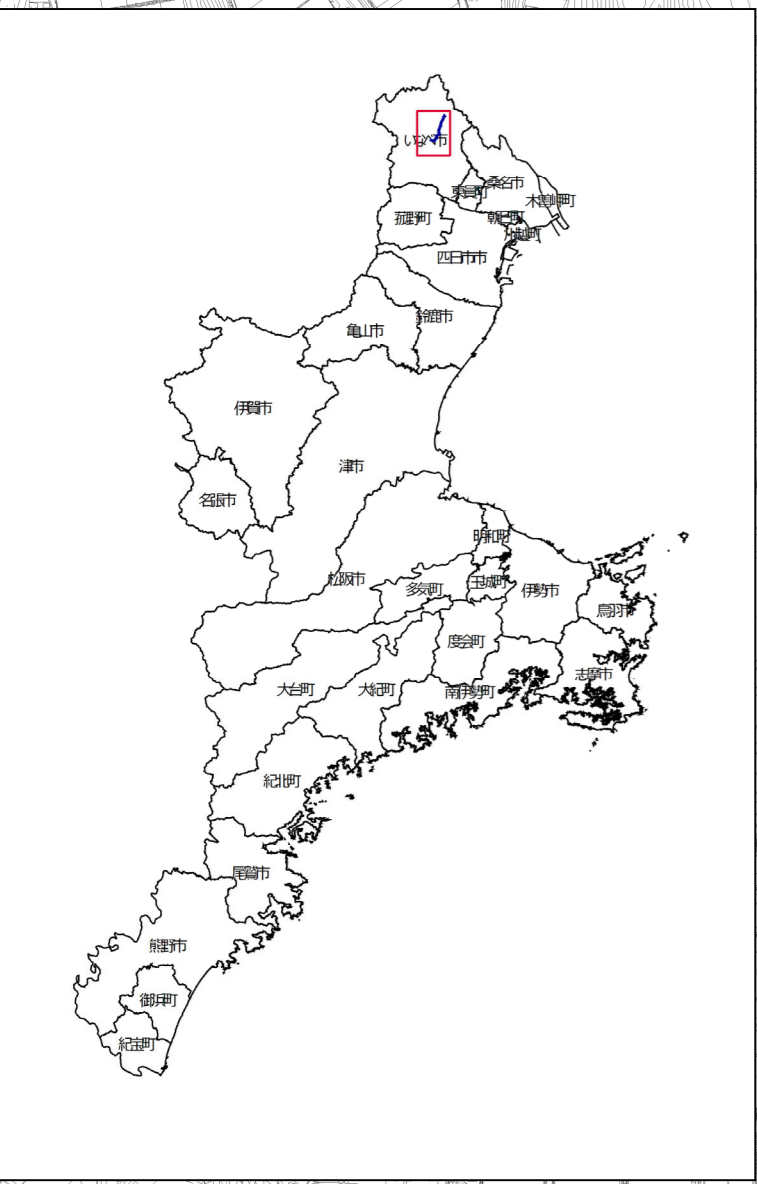 いなべ市
桑名市
東員町
木曽岬町
菰野町
朝日町
川越町
四日市市
鈴鹿市
亀山市
伊賀市
津市
名張市
明和町
松阪市
多気町
玉城町
伊勢市
鳥羽市
度会町
志摩市
大台町
大紀町
南伊勢町
紀北町
尾鷲市
熊野市
御浜町
紀宝町